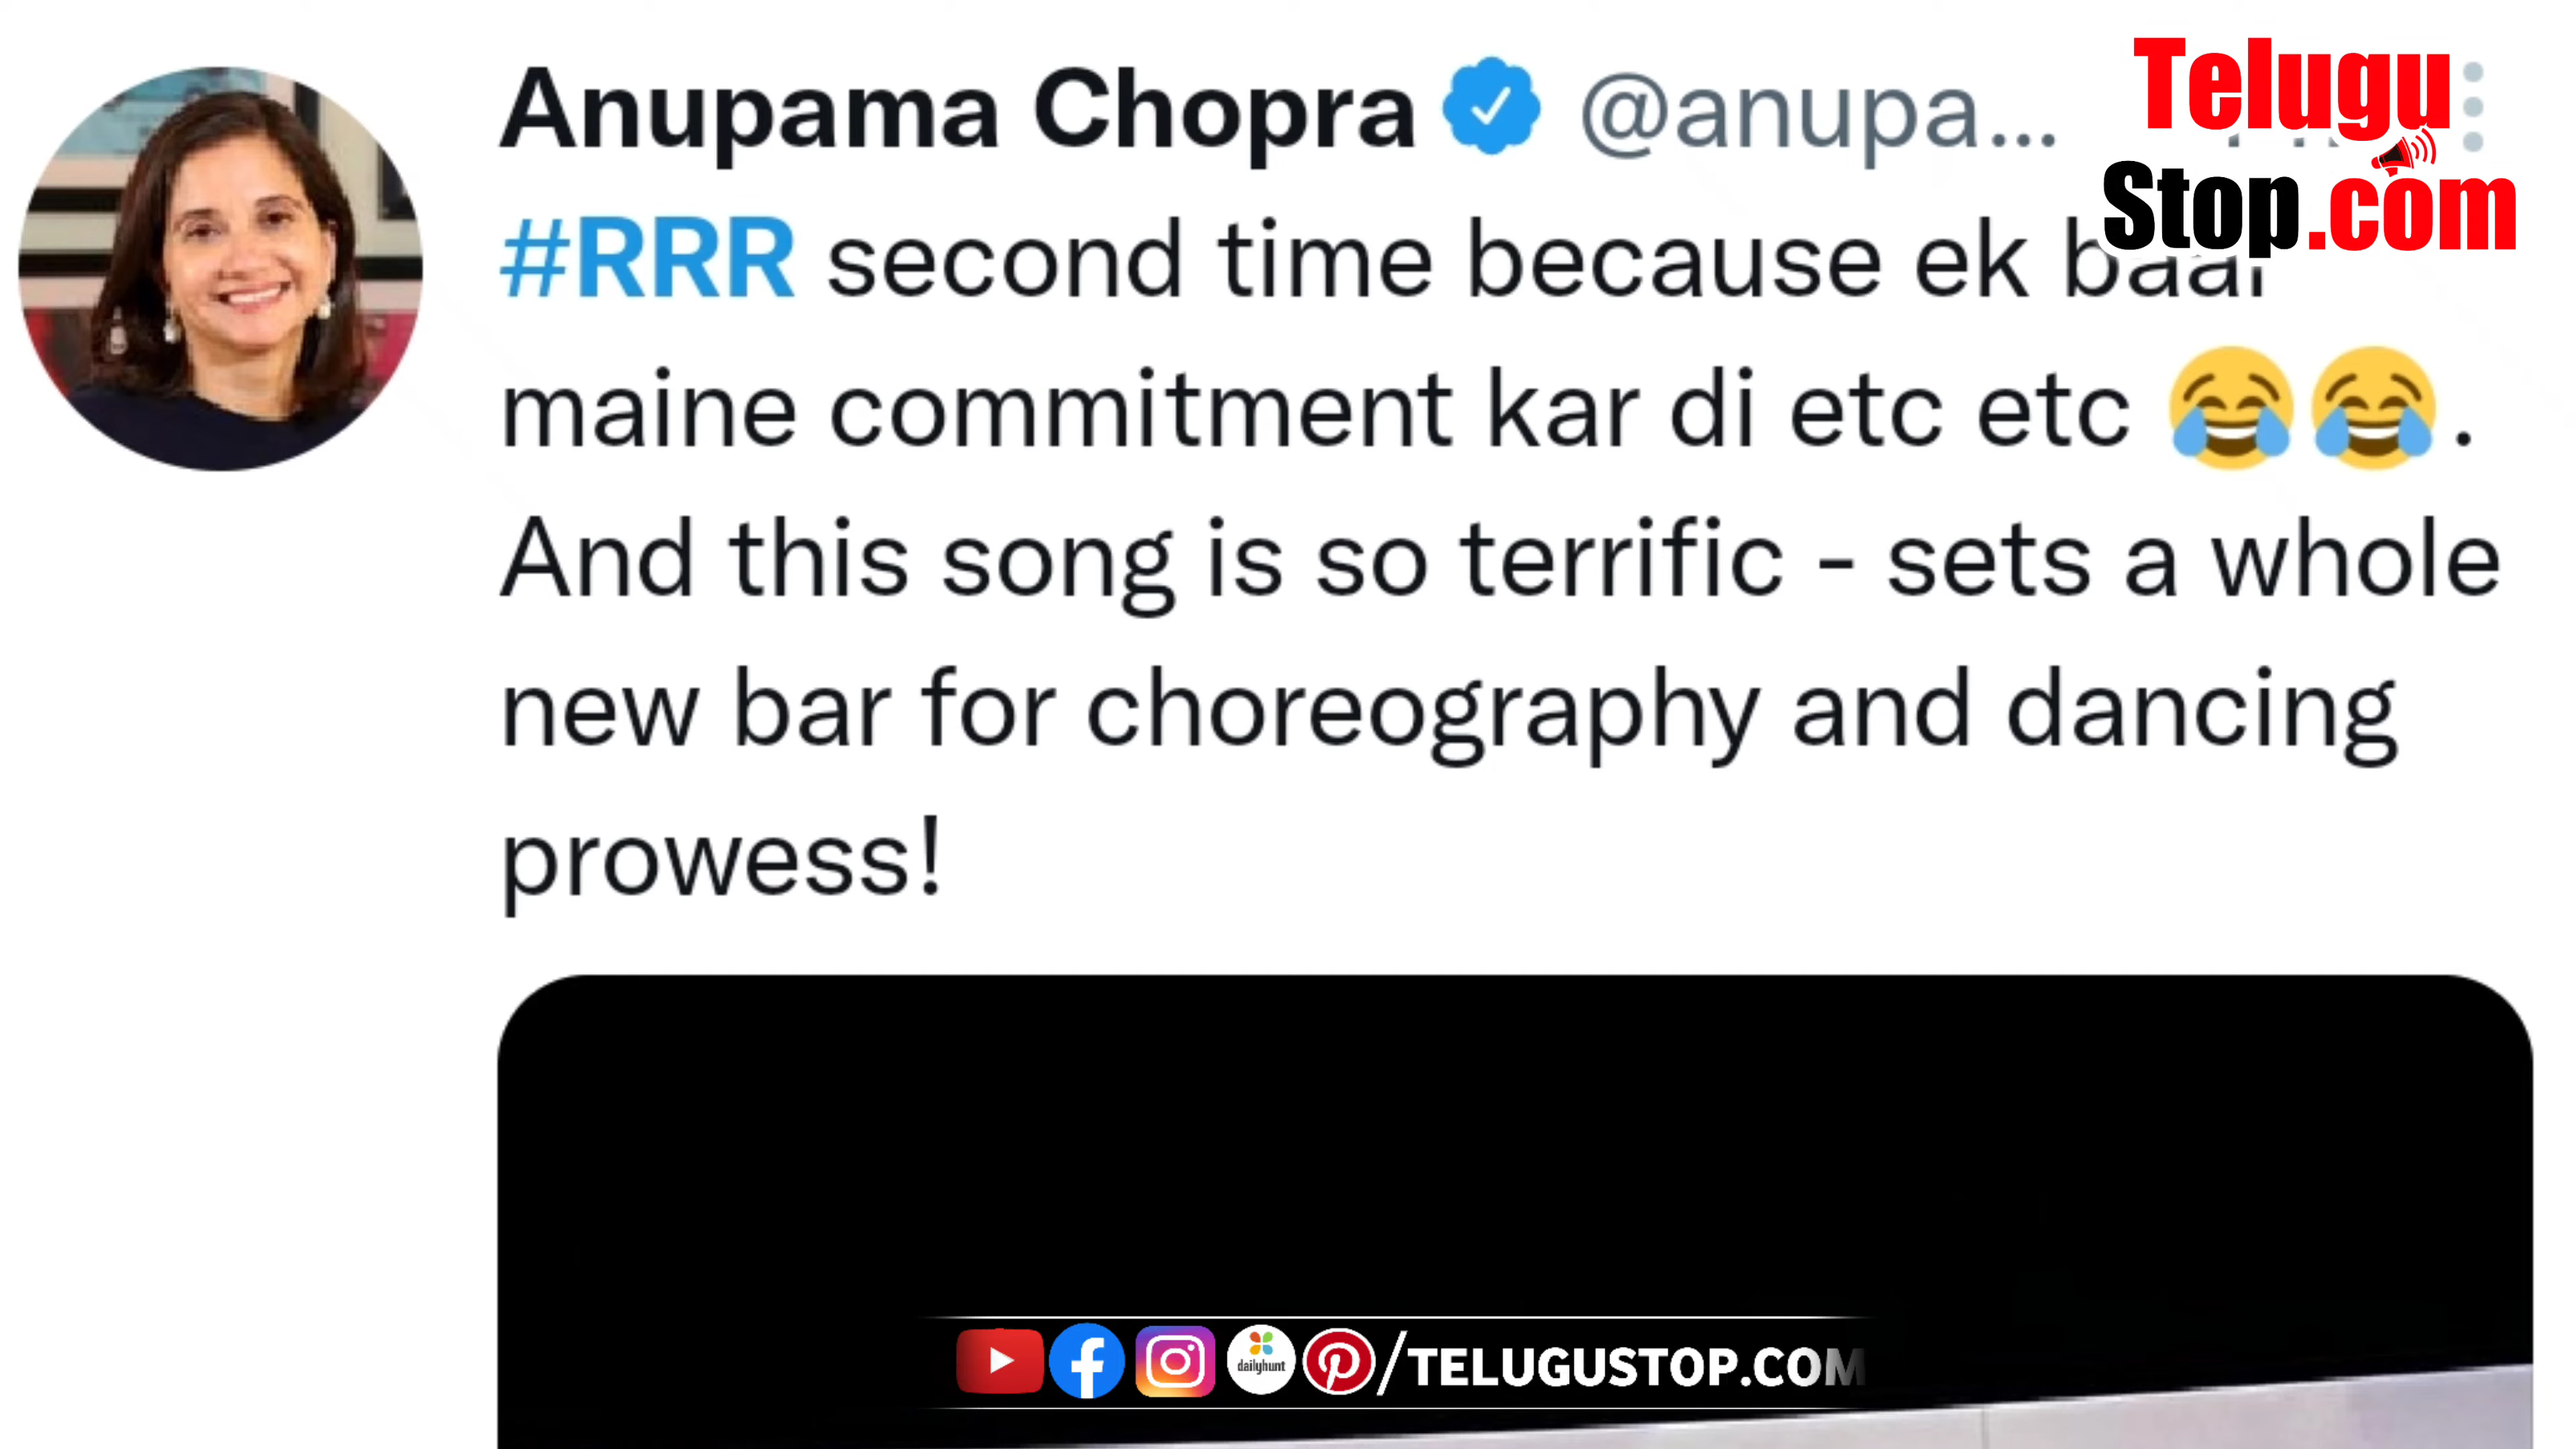 Anupama Chopra @anupa...
#RRR second time because ek baar
maine commitment kar di etc etc 😂😂.
And this song is so terrific - sets a whole
new bar for choreography and dancing
prowess!
Telugu
Stop.com
dailyhunt
/TELUGUSTOP.COM